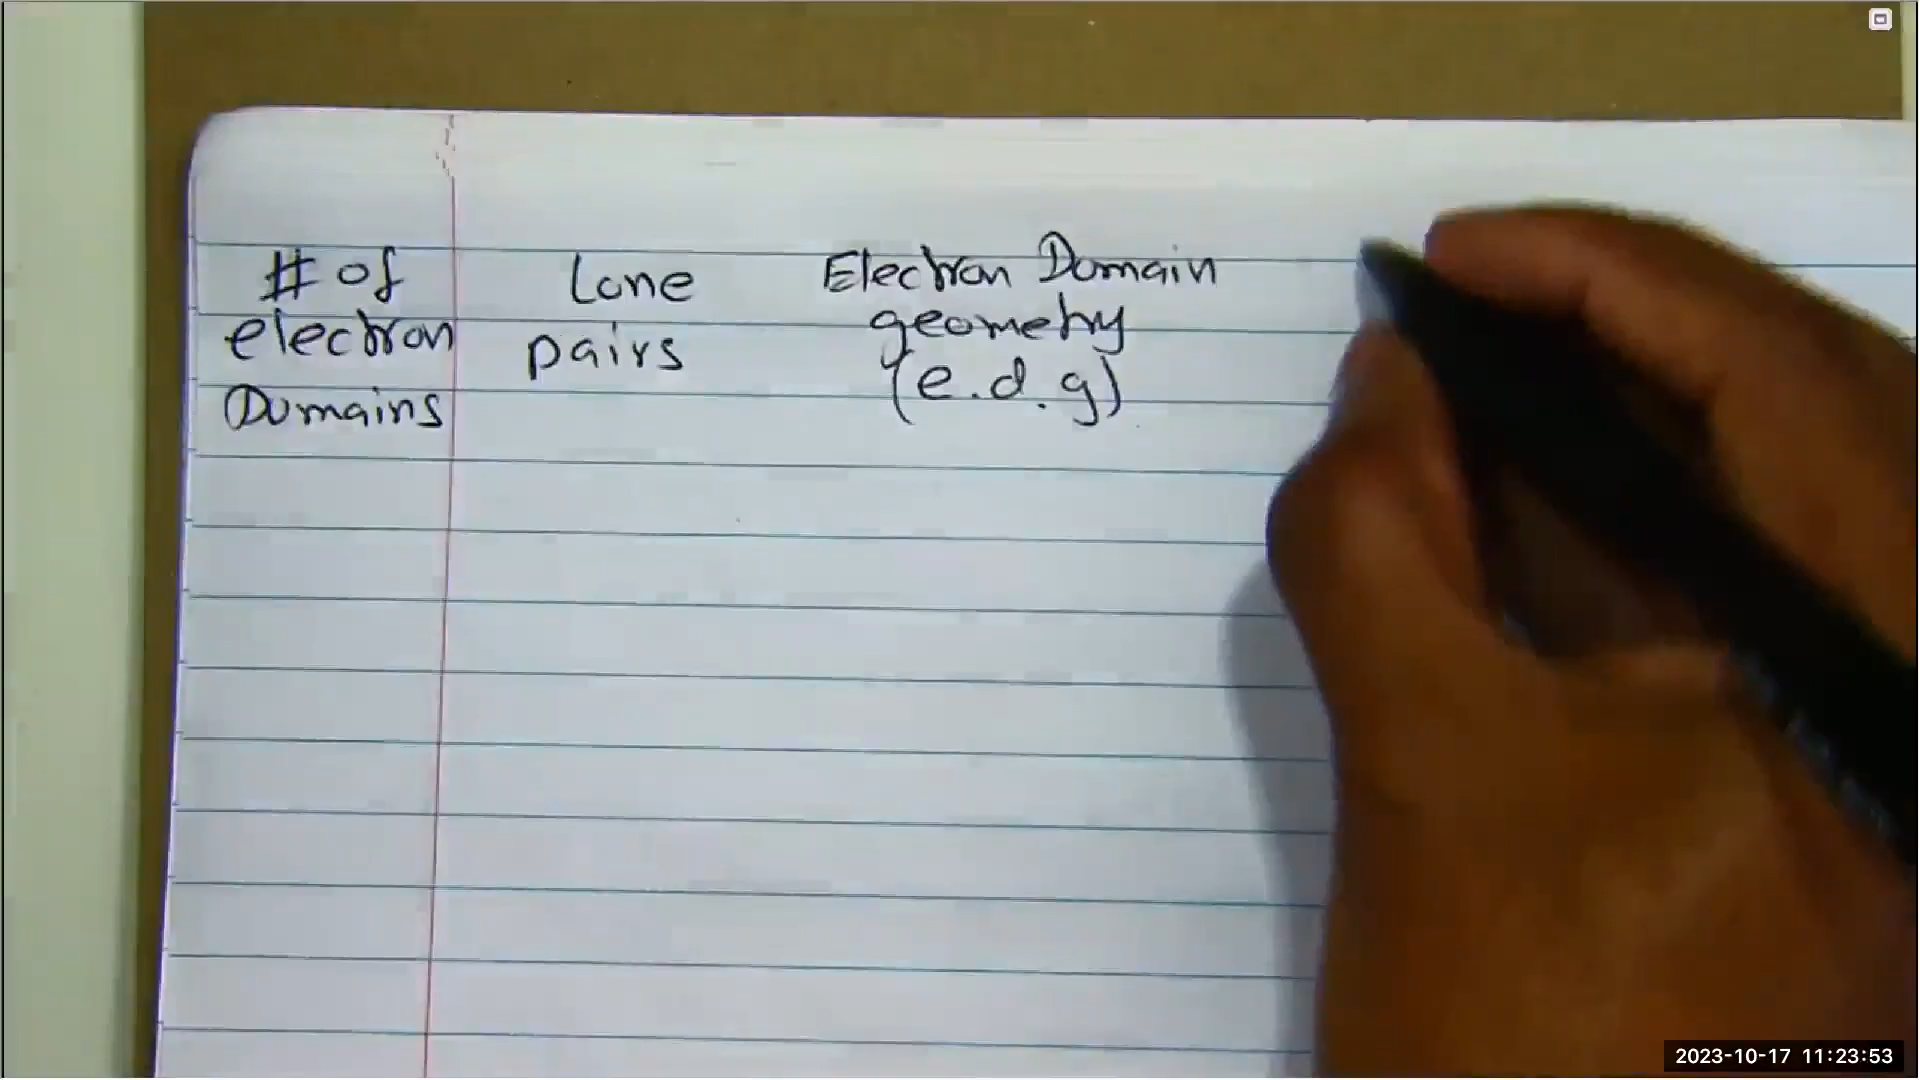 # of
electron
Domains
Lone
pairs
Electron Domain
geometry
(e.d.g)
2023-10-17 11:23:53